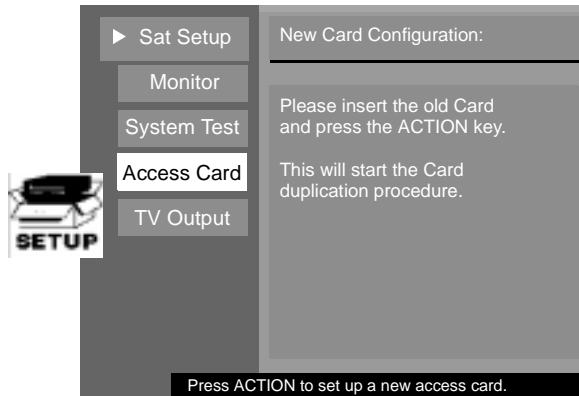 Sat Setup
Monitor
System Test
Access Card
TV Output
SETUP
New Card Configuration:
Please insert the old Card
and press the ACTION key.
This will start the Card
duplication procedure.
Press ACTION to set up a new access card.